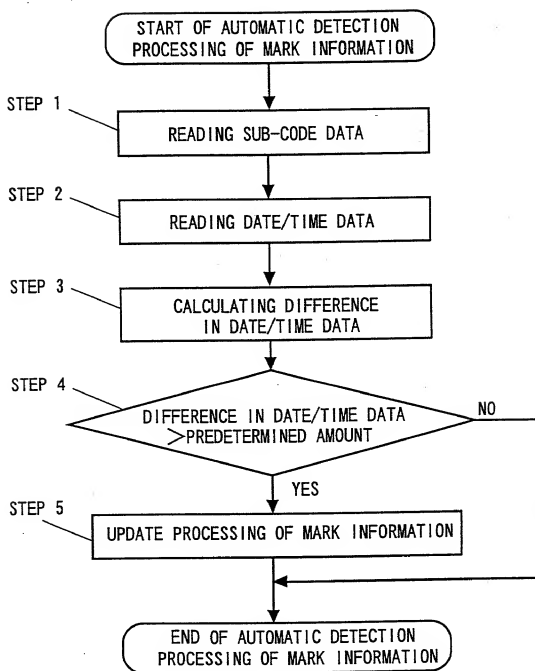 START OF AUTOMATIC DETECTION
PROCESSING OF MARK INFORMATION
STEP 1
READING SUB-CODE DATA
STEP 2
READING DATE/TIME DATA
STEP 3
CALCULATING DIFFERENCE
IN DATE/TIME DATA
STEP 4
DIFFERENCE IN DATE/TIME DATA
>PREDETERMINED AMOUNT
NO
YES
STEP 5
UPDATE PROCESSING OF MARK INFORMATION
END OF AUTOMATIC DETECTION
PROCESSING OF MARK INFORMATION